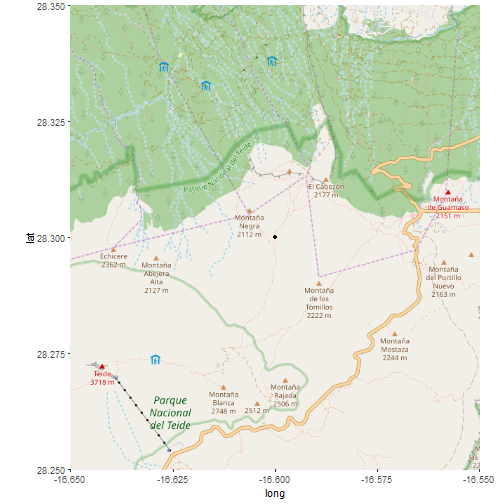 28.350
28.325
28.300
28.275
28.250
lat
Parque Nacional del Teide
El Cabezón
2177 m
Montaña
de Guamaso
2151 m
Montaña
Negra
2112 m
Echicere
2362 m
Montaña
Abejera
Alta
2127 m
Montaña
de los
Tomillos
2222 m
Montaña
del Portillo
Nuevo
2163 m
Montaña
Mostaza
2244 m
Teide
3718 m
Parque
Nacional
del Teide
Montaña
Blanca
2748 m
2512 m
Montaña
Rajada
2506 m
-16.650
-16.625
-16.600
-16.575
-16.550
long